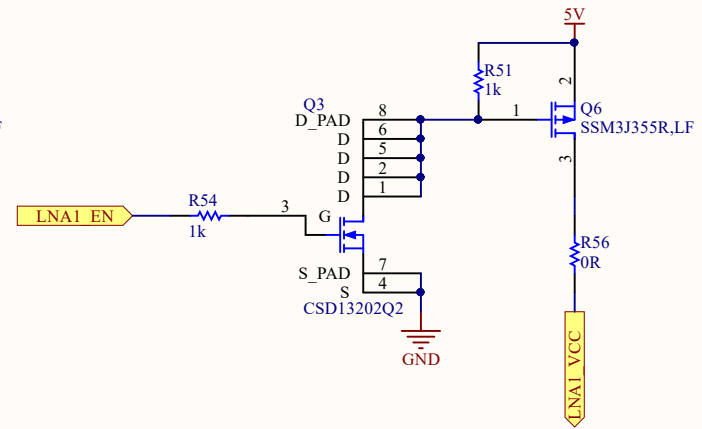 5V
R51
1k
2
Q3
D_PAD
8
1
Q6
SSM3J355R,LF
D
6
D
5
D
2
D
1
3
R54
LNA1_EN
1k
3
G
R56
0R
S_PAD
7
S
4
CSD13202Q2
GND
LNA1_VCC